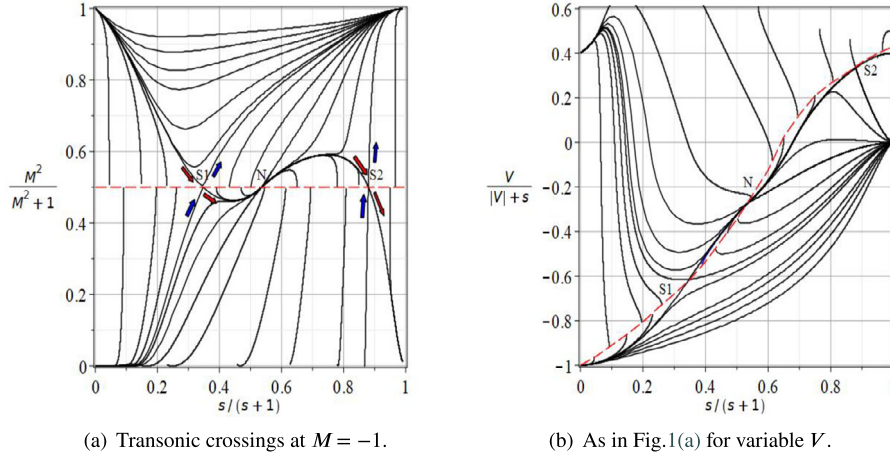 1
0.8
0.6
0.4
0.2
0
M²
M² + 1
S1
N
S2
0 0.2 0.4 0.6 0.8 1
s/(s+1)
(a) Transonic crossings at M = −1.
0.6
0.4
0.2
0
−0.2
−0.4
−0.6
−0.8
−1
V
|V| + s
S2
N
S1
0 0.2 0.4 0.6 0.8
s/(s+1)
(b) As in Fig.1(a) for variable V.